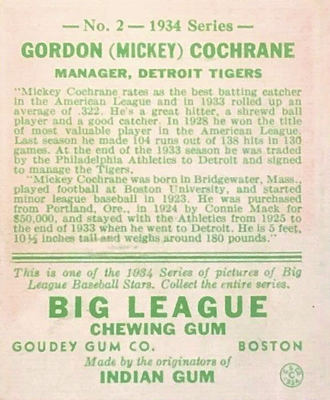 — No. 2 — 1934 Series —
GORDON (MICKEY) COCHRANE
MANAGER, DETROIT TIGERS
"Mickey Cochrane rates as the best batting catcher
in the American League and in 1933 rolled up an
average of .322. He's a great hitter, a shrewd ball
player and a good catcher. In 1928 he won the title
of most valuable player in the American League.
Last season he made 104 runs out of 138 hits in 130
games. At the end of 1933 season he was traded
by the Philadelphia Athletics to Detroit and signed
to manage the Tigers.
"Mickey Cochrane was born in Bridgewater, Mass.,
played football at Boston University, and started
minor league baseball in 1923. He was purchased
from Portland, Ore., in 1924 by Connie Mack for
$50,000, and stayed with the Athletics from 1925 to
the end of 1933 when he went to Detroit. He is 5 feet,
10½ inches tall and weighs around 180 pounds."
This is one of the 1934 Series of pictures of Big
League Baseball Stars. Collect the entire series.
BIG LEAGUE
CHEWING GUM
GOUDEY GUM CO. BOSTON
Made by the originators of
INDIAN GUM